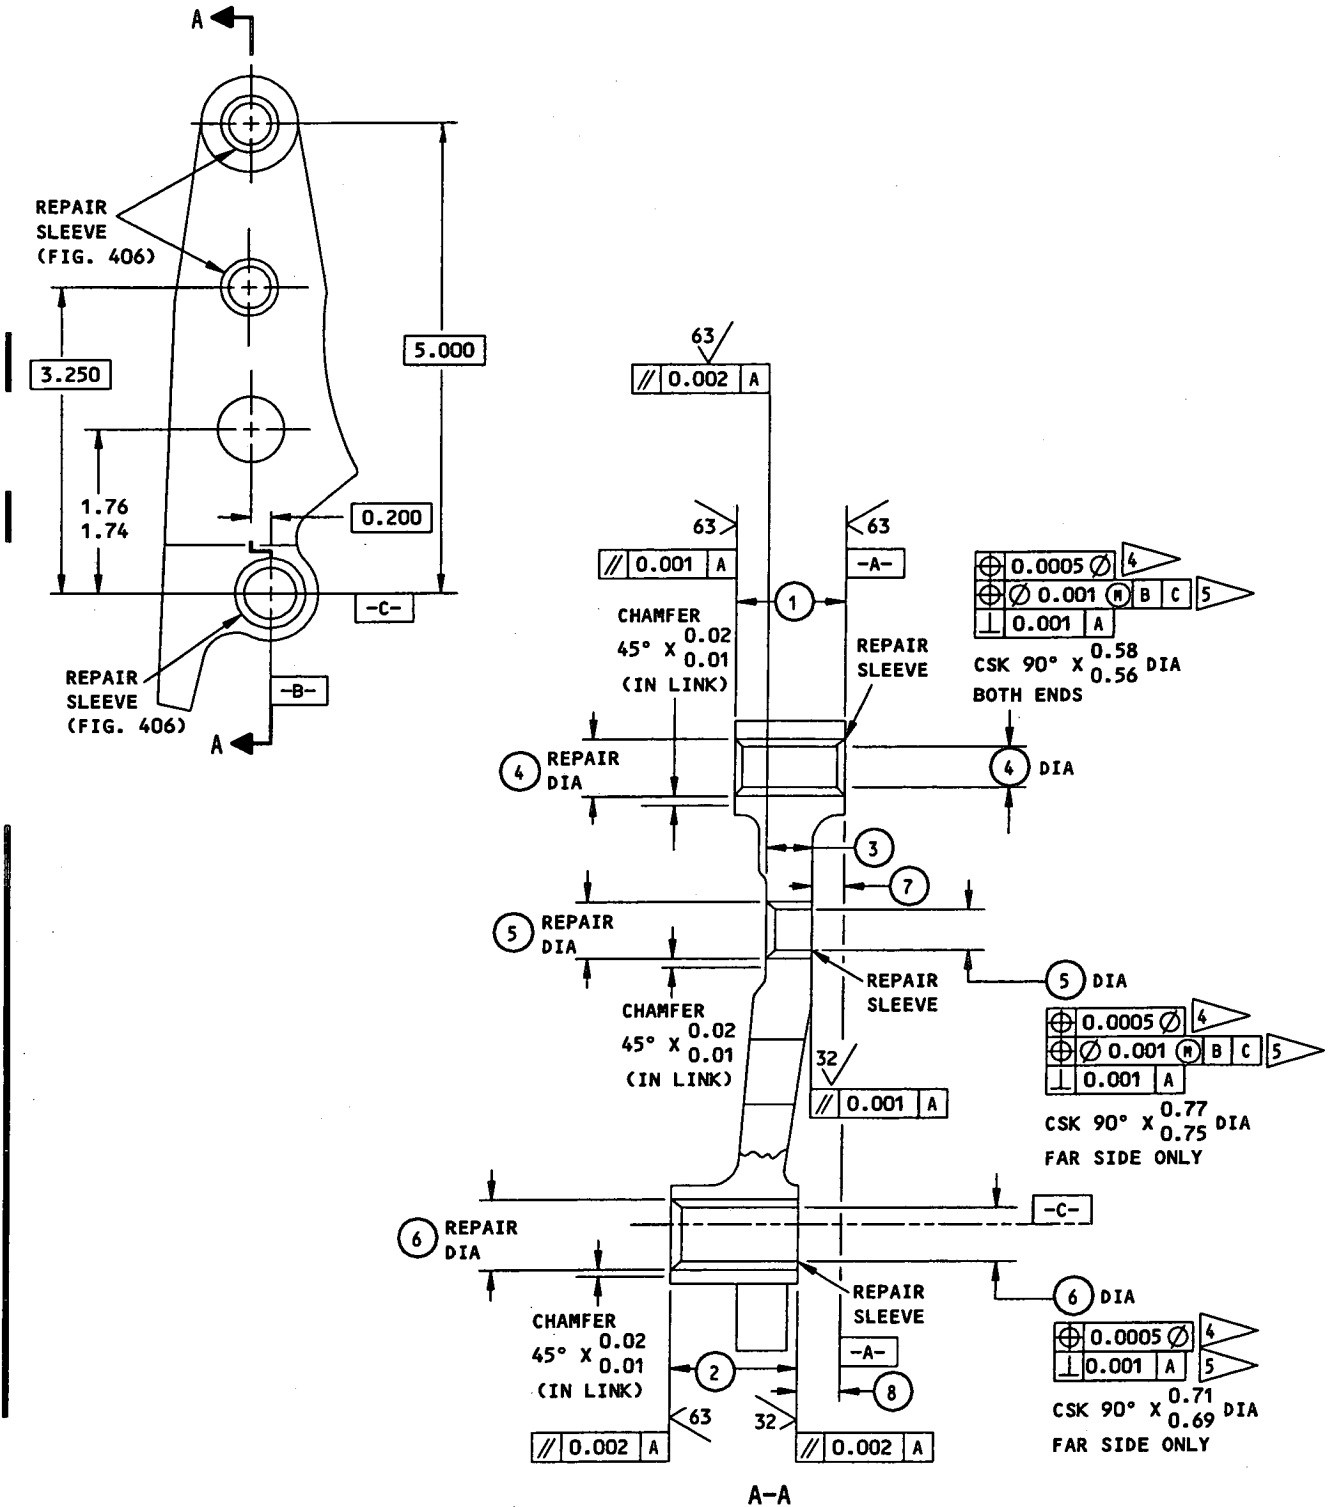 A
REPAIR
SLEEVE
(FIG. 406)
3.250
5.000
1.76
1.74
0.200
-C-
REPAIR
SLEEVE
(FIG. 406)
-B-
A
63
// 0.002 A
63
63
// 0.001 A
-A-
1
CHAMFER
45° X 0.02
0.01
(IN LINK)
REPAIR
SLEEVE
⌖ 0.0005 ∅ 4
⌖ ∅ 0.001 Ⓜ B C 5
⊥ 0.001 A
CSK 90° X 0.58 DIA
0.56
BOTH ENDS
4 REPAIR
DIA
4 DIA
3
7
5 REPAIR
DIA
CHAMFER
45° X 0.02
0.01
(IN LINK)
REPAIR
SLEEVE
5 DIA
⌖ 0.0005 ∅ 4
⌖ ∅ 0.001 Ⓜ B C 5
⊥ 0.001 A
CSK 90° X 0.77 DIA
0.75
FAR SIDE ONLY
32
// 0.001 A
-C-
6 REPAIR
DIA
REPAIR
SLEEVE
6 DIA
⌖ 0.0005 ∅ 4
⊥ 0.001 A 5
CSK 90° X 0.71 DIA
0.69
FAR SIDE ONLY
CHAMFER
45° X 0.02
0.01
(IN LINK)
-A-
2
8
63
32
// 0.002 A
// 0.002 A
A-A